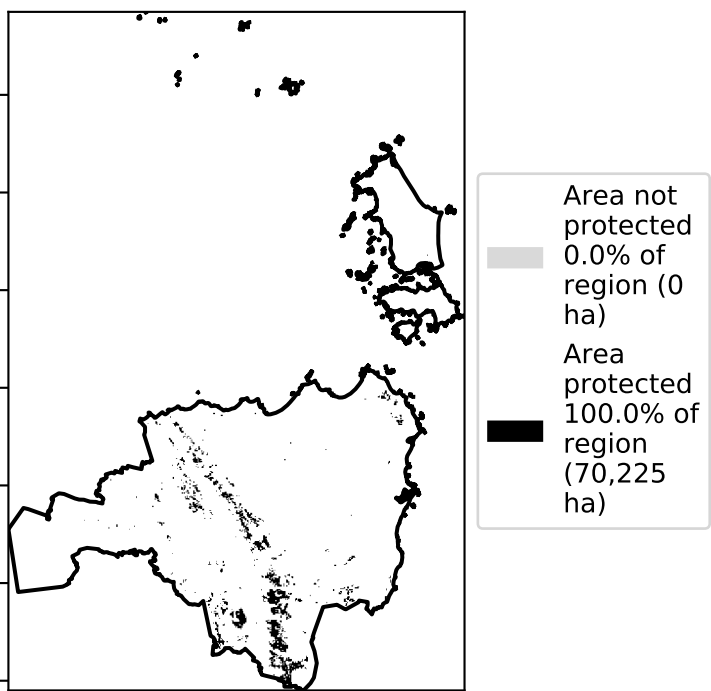 Area not
protected
0.0% of
region (0
ha)
Area
protected
100.0% of
region
(70,225
ha)